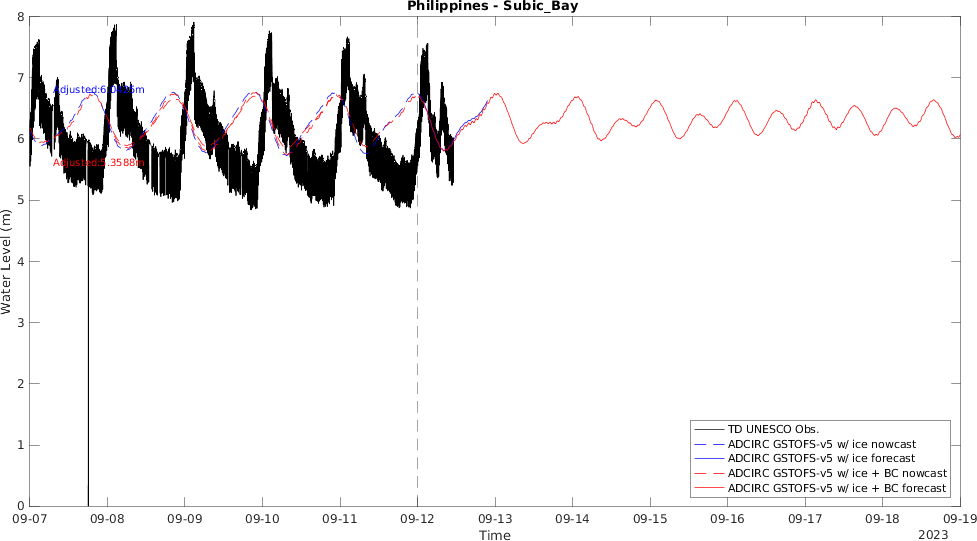 Philippines - Subic_Bay
8
7
6
5
4
3
2
1
0
Water Level (m)
Adjusted:5.3588m
09-07 09-08 09-09 09-10 09-11 09-12 09-13 09-14 09-15 09-16 09-17 09-18 09-19
Time
2023
TD UNESCO Obs.
ADCIRC GSTOFS-v5 w/ ice nowcast
ADCIRC GSTOFS-v5 w/ ice forecast
ADCIRC GSTOFS-v5 w/ ice + BC nowcast
ADCIRC GSTOFS-v5 w/ ice + BC forecast